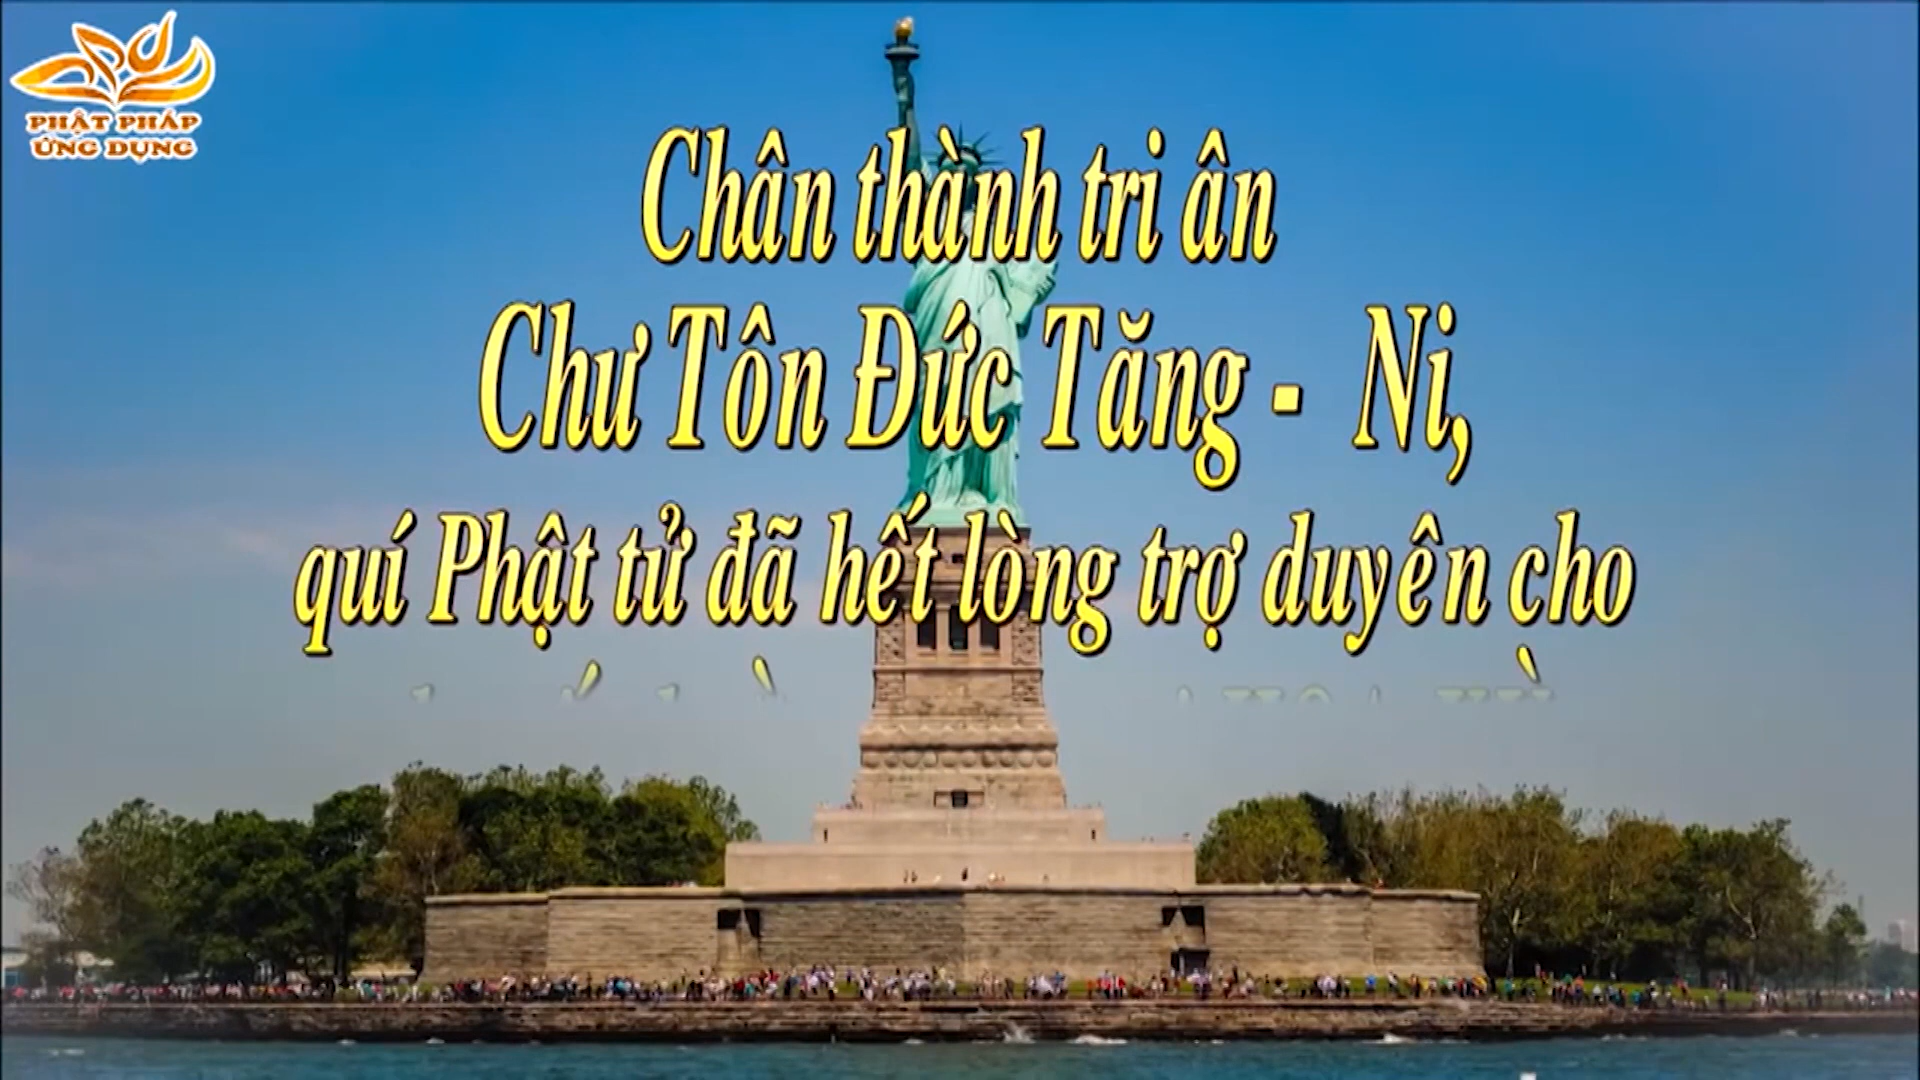 PHẬT PHÁP
ỨNG DỤNG
Chân thành tri ân
Chư Tôn Đức Tăng - Ni,
quí Phật tử đã hết lòng trợ duyên cho